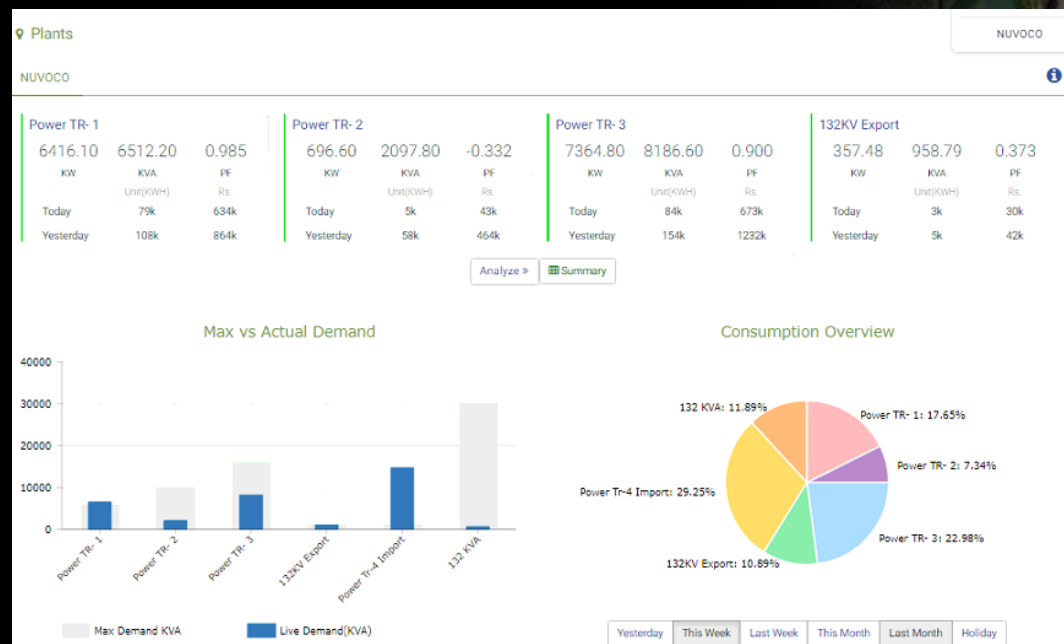 Plants
NUVOCO
NUVOCO
Power TR- 1
6416.10 6512.20 0.985
KW KVA PF
Unit(KWH) Rs.
Today 79k 634k
Yesterday 108k 864k
Power TR- 2
696.60 2097.80 -0.332
KW KVA PF
Unit(KWH) Rs.
Today 5k 43k
Yesterday 58k 464k
Power TR- 3
7364.80 8186.60 0.900
KW KVA PF
Unit(KWH) Rs.
Today 84k 673k
Yesterday 154k 1232k
132KV Export
357.48 958.79 0.373
KW KVA PF
Unit(KWH) Rs.
Today 3k 30k
Yesterday 5k 42k
Analyze » Summary
Max vs Actual Demand
40000
30000
20000
10000
0
Power TR- 1
Power TR- 2
Power TR- 3
132KV Export
Power Tr-4 Import
132 KVA
Max Demand KVA
Live Demand(KVA)
Consumption Overview
132 KVA: 11.89%
Power TR- 1: 17.65%
Power TR- 2: 7.34%
Power Tr-4 Import: 29.25%
Power TR- 3: 22.98%
132KV Export: 10.89%
Yesterday This Week Last Week This Month Last Month Holiday